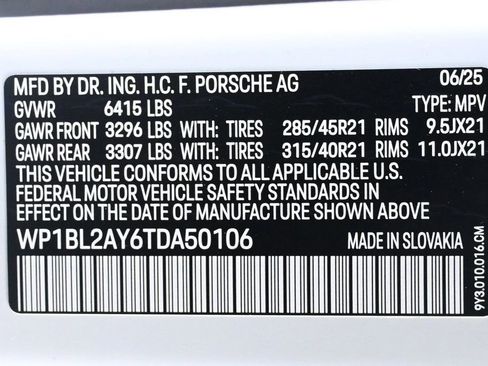 MFD BY DR. ING. H.C. F. PORSCHE AG 06/25
GVWR 6415 LBS TYPE: MPV
GAWR FRONT 3296 LBS WITH: TIRES 285/45R21 RIMS 9.5JX21
GAWR REAR 3307 LBS WITH: TIRES 315/40R21 RIMS 11.0JX21
THIS VEHICLE CONFORMS TO ALL APPLICABLE U.S.
FEDERAL MOTOR VEHICLE SAFETY STANDARDS IN
EFFECT ON THE DATE OF MANUFACTURE SHOWN ABOVE.
WP1BL2AY6TDA50106 MADE IN SLOVAKIA
9Y3.010.016.CM